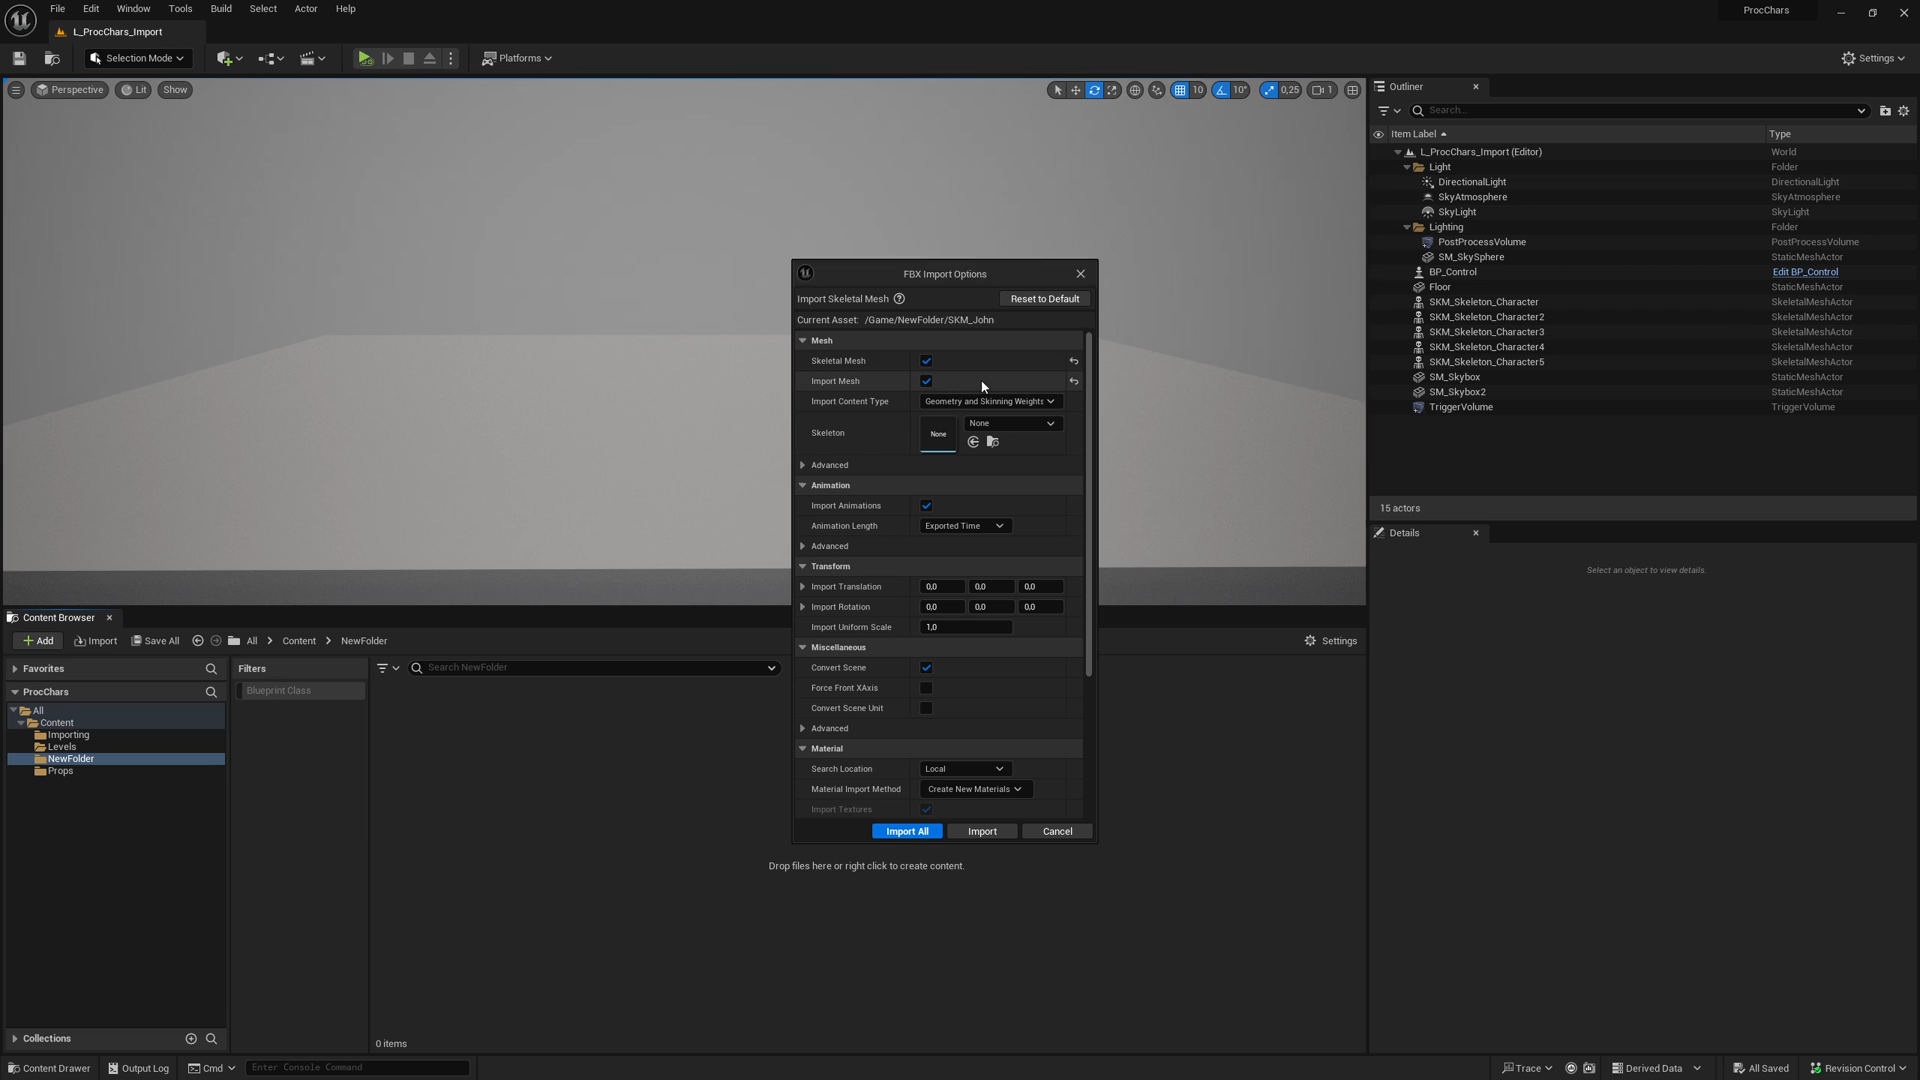 File Edit Window Tools Build Select Actor Help
ProcChars
L_ProcChars_Import
Selection Mode
Platforms
Settings
Perspective Lit Show
10 10° 0,25 1
Outliner
Search...
Item Label Type
L_ProcChars_Import (Editor) World
Light Folder
DirectionalLight DirectionalLight
SkyAtmosphere SkyAtmosphere
SkyLight SkyLight
Lighting Folder
PostProcessVolume PostProcessVolume
SM_SkySphere StaticMeshActor
BP_Control Edit BP_Control
Floor StaticMeshActor
SKM_Skeleton_Character SkeletalMeshActor
SKM_Skeleton_Character2 SkeletalMeshActor
SKM_Skeleton_Character3 SkeletalMeshActor
SKM_Skeleton_Character4 SkeletalMeshActor
SKM_Skeleton_Character5 SkeletalMeshActor
SM_Skybox StaticMeshActor
SM_Skybox2 StaticMeshActor
TriggerVolume TriggerVolume
15 actors
Details
Select an object to view details.
FBX Import Options
Import Skeletal Mesh Reset to Default
Current Asset: /Game/NewFolder/SKM_John
Mesh
Skeletal Mesh
Import Mesh
Import Content Type Geometry and Skinning Weights
Skeleton None None
Advanced
Animation
Import Animations
Animation Length Exported Time
Advanced
Transform
Import Translation 0,0 0,0 0,0
Import Rotation 0,0 0,0 0,0
Import Uniform Scale 1,0
Miscellaneous
Convert Scene
Force Front XAxis
Convert Scene Unit
Advanced
Material
Search Location Local
Material Import Method Create New Materials
Import Textures
Import All Import Cancel
Content Browser
Add Import Save All All Content NewFolder Settings
Favorites
ProcChars
All
Content
Importing
Levels
NewFolder
Props
Collections
Filters
Blueprint Class
Search NewFolder
Drop files here or right click to create content.
0 items
Content Drawer Output Log Cmd Enter Console Command Trace Derived Data All Saved Revision Control